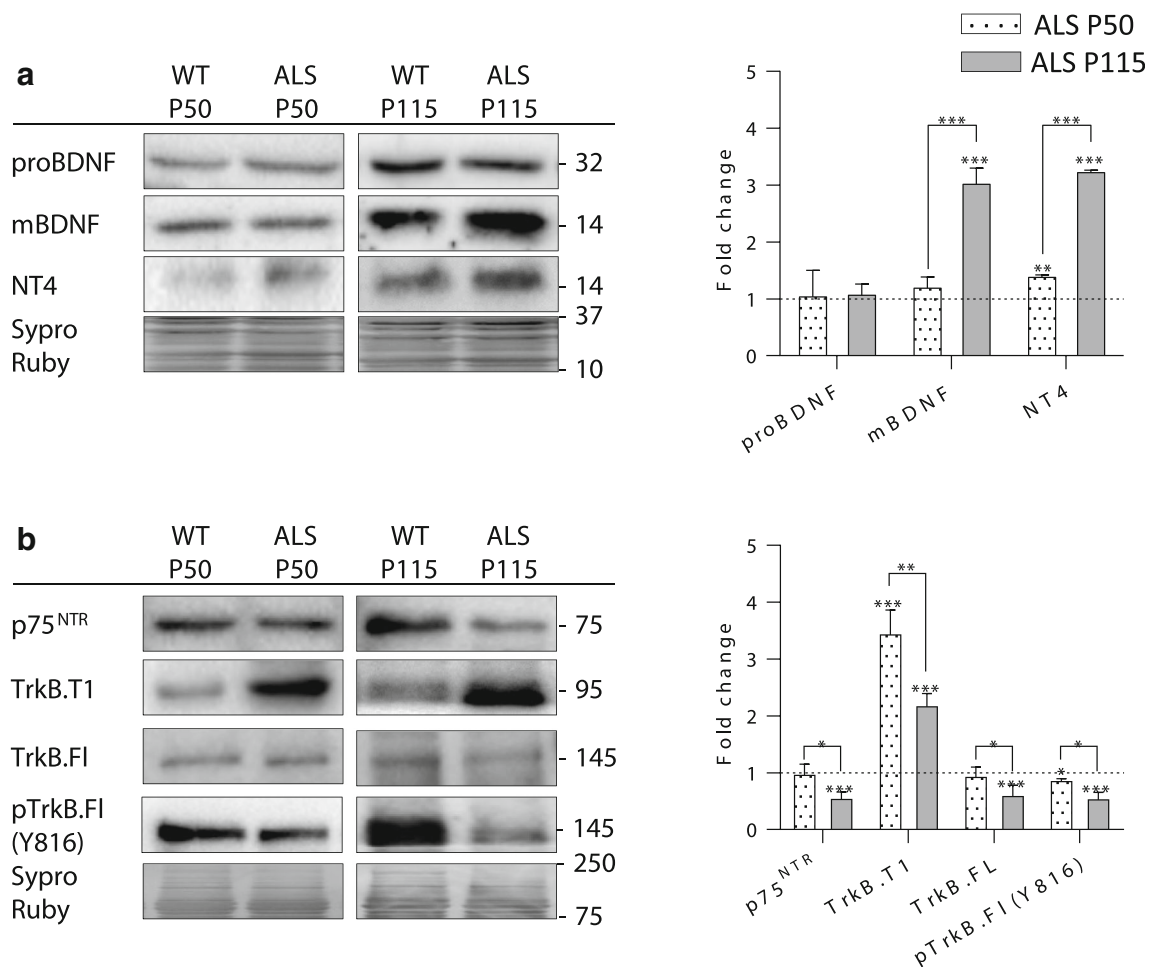 ALS P50
ALS P115
a
WT ALS WT ALS
P50 P50 P115 P115
proBDNF 32
mBDNF 14
NT4 14
Sypro Ruby 37
10
Fold change
5
4
3
2
1
0
*** ***
*** ** ***
proBDNF mBDNF NT4
b
WT ALS WT ALS
P50 P50 P115 P115
p75NTR 75
TrkB.T1 95
TrkB.Fl 145
pTrkB.Fl (Y816) 145
Sypro Ruby 250
75
Fold change
5
4
3
2
1
0
**
*** ***
* * *
*** *** * ***
p75NTR TrkB.T1 TrkB.FL pTrkB.Fl (Y816)